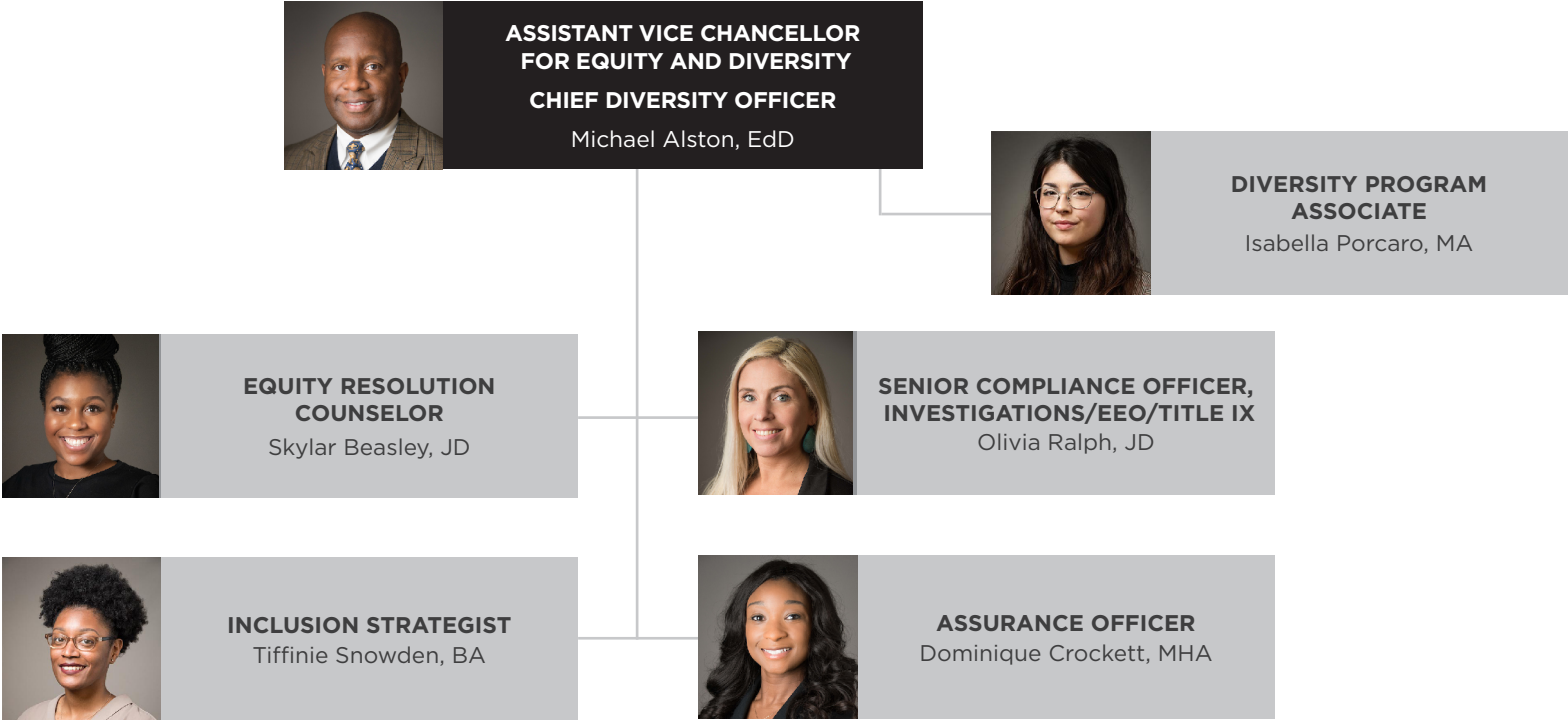 ASSISTANT VICE CHANCELLOR
FOR EQUITY AND DIVERSITY
CHIEF DIVERSITY OFFICER
Michael Alston, EdD
DIVERSITY PROGRAM
ASSOCIATE
Isabella Porcaro, MA
EQUITY RESOLUTION
COUNSELOR
Skylar Beasley, JD
SENIOR COMPLIANCE OFFICER,
INVESTIGATIONS/EEO/TITLE IX
Olivia Ralph, JD
INCLUSION STRATEGIST
Tiffinie Snowden, BA
ASSURANCE OFFICER
Dominique Crockett, MHA